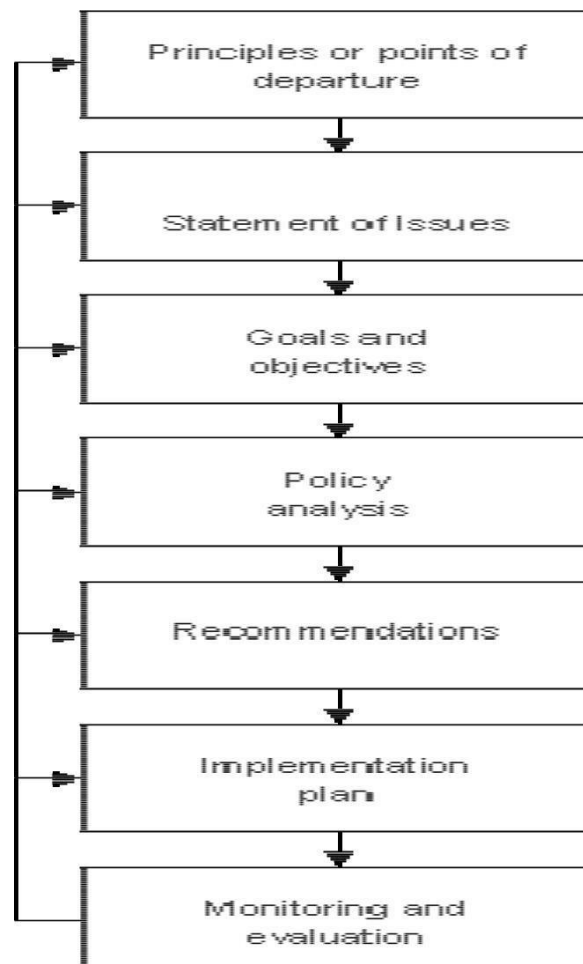 Principles or points of
departure
Statement of Issues
Goals and
objectives
Policy
analysis
Recommendations
Implementation
plan
Monitoring and
evaluation